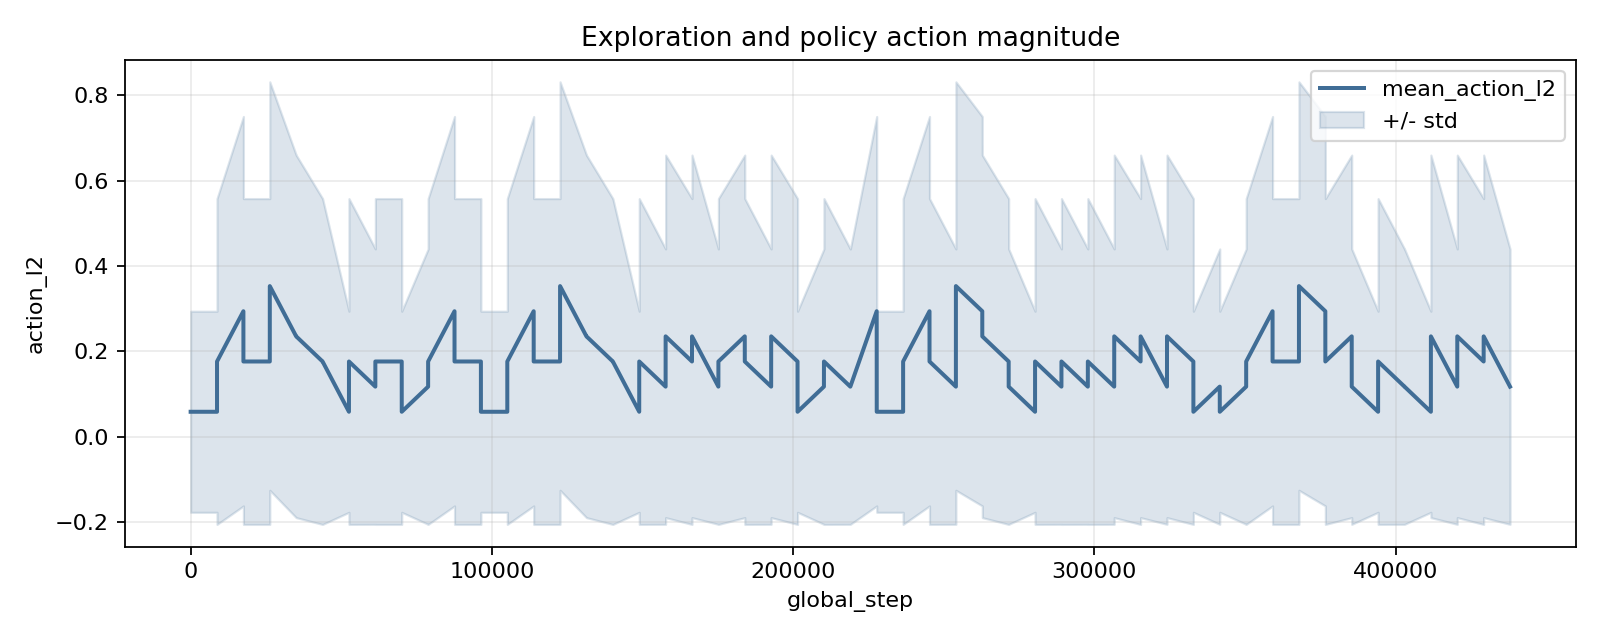 Exploration and policy action magnitude
mean_action_l2
+/- std
action_l2
0.8
0.6
0.4
0.2
0.0
−0.2
0
100000
200000
300000
400000
global_step